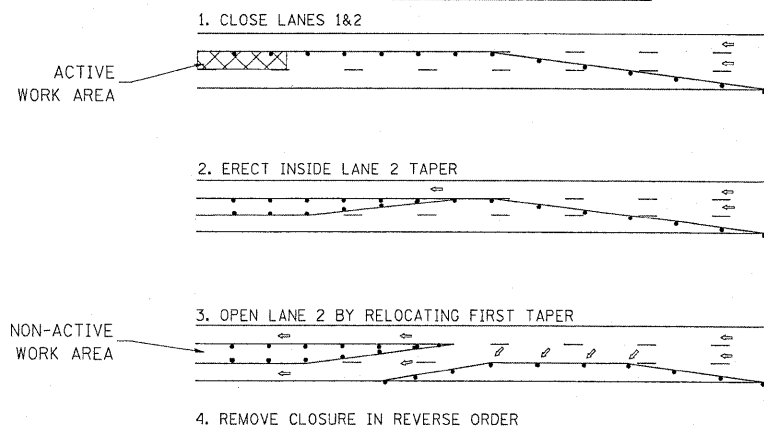 1. CLOSE LANES 1&2
ACTIVE
WORK AREA
2. ERECT INSIDE LANE 2 TAPER
3. OPEN LANE 2 BY RELOCATING FIRST TAPER
NON-ACTIVE
WORK AREA
4. REMOVE CLOSURE IN REVERSE ORDER